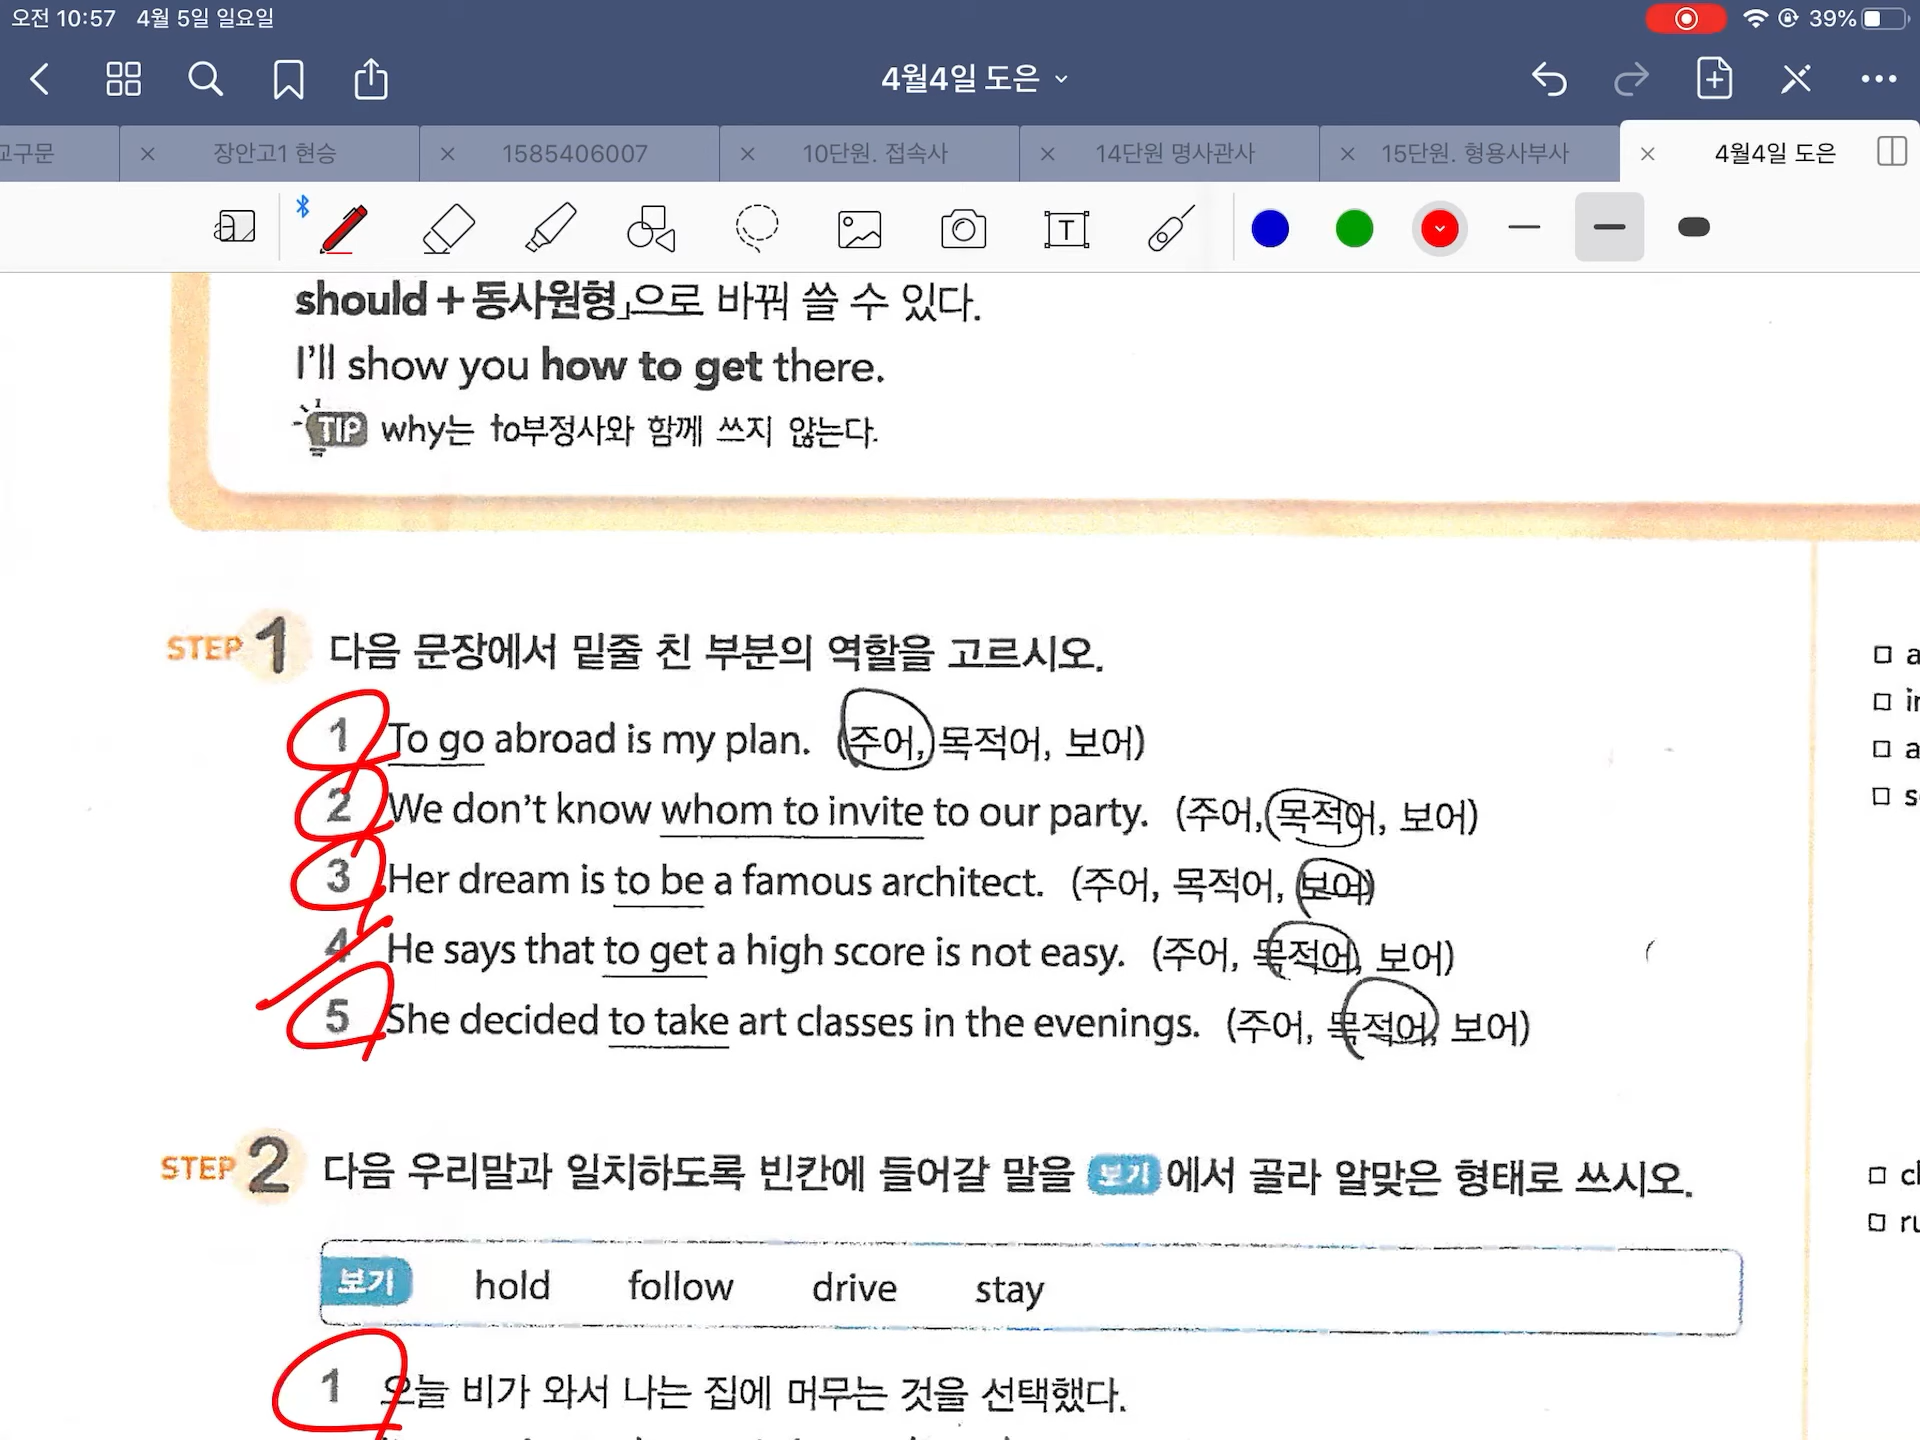 오전 10:57 4월 5일 일요일 39%
4월4일 도은
교구문 장안고1 현승 1585406007 10단원. 접속사 14단원 명사관사 15단원. 형용사부사 4월4일 도은
should + 동사원형」으로 바꿔 쓸 수 있다.
I'll show you how to get there.
TIP why는 to부정사와 함께 쓰지 않는다.
STEP 1 다음 문장에서 밑줄 친 부분의 역할을 고르시오.
1 To go abroad is my plan. (주어, 목적어, 보어)
2 We don't know whom to invite to our party. (주어, 목적어, 보어)
3 Her dream is to be a famous architect. (주어, 목적어, 보어)
4 He says that to get a high score is not easy. (주어, 목적어, 보어)
5 She decided to take art classes in the evenings. (주어, 목적어, 보어)
STEP 2 다음 우리말과 일치하도록 빈칸에 들어갈 말을 보기 에서 골라 알맞은 형태로 쓰시오.
보기 hold follow drive stay
1 오늘 비가 와서 나는 집에 머무는 것을 선택했다.